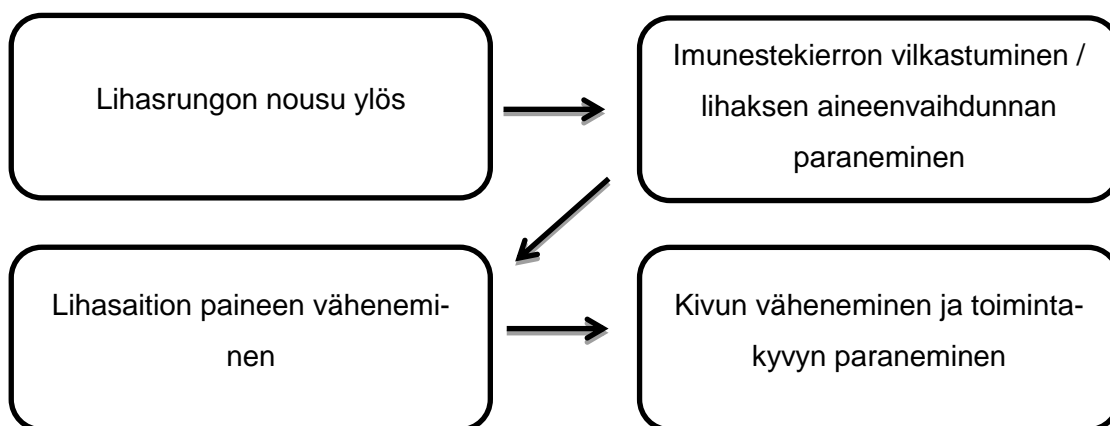 Lihasrungon nousu ylös
Imunestekierron vilkastuminen /
lihaksen aineenvaihdunnan
paraneminen
Lihasaition paineen vähenemi-
nen
Kivun väheneminen ja toiminta-
kyvyn paraneminen